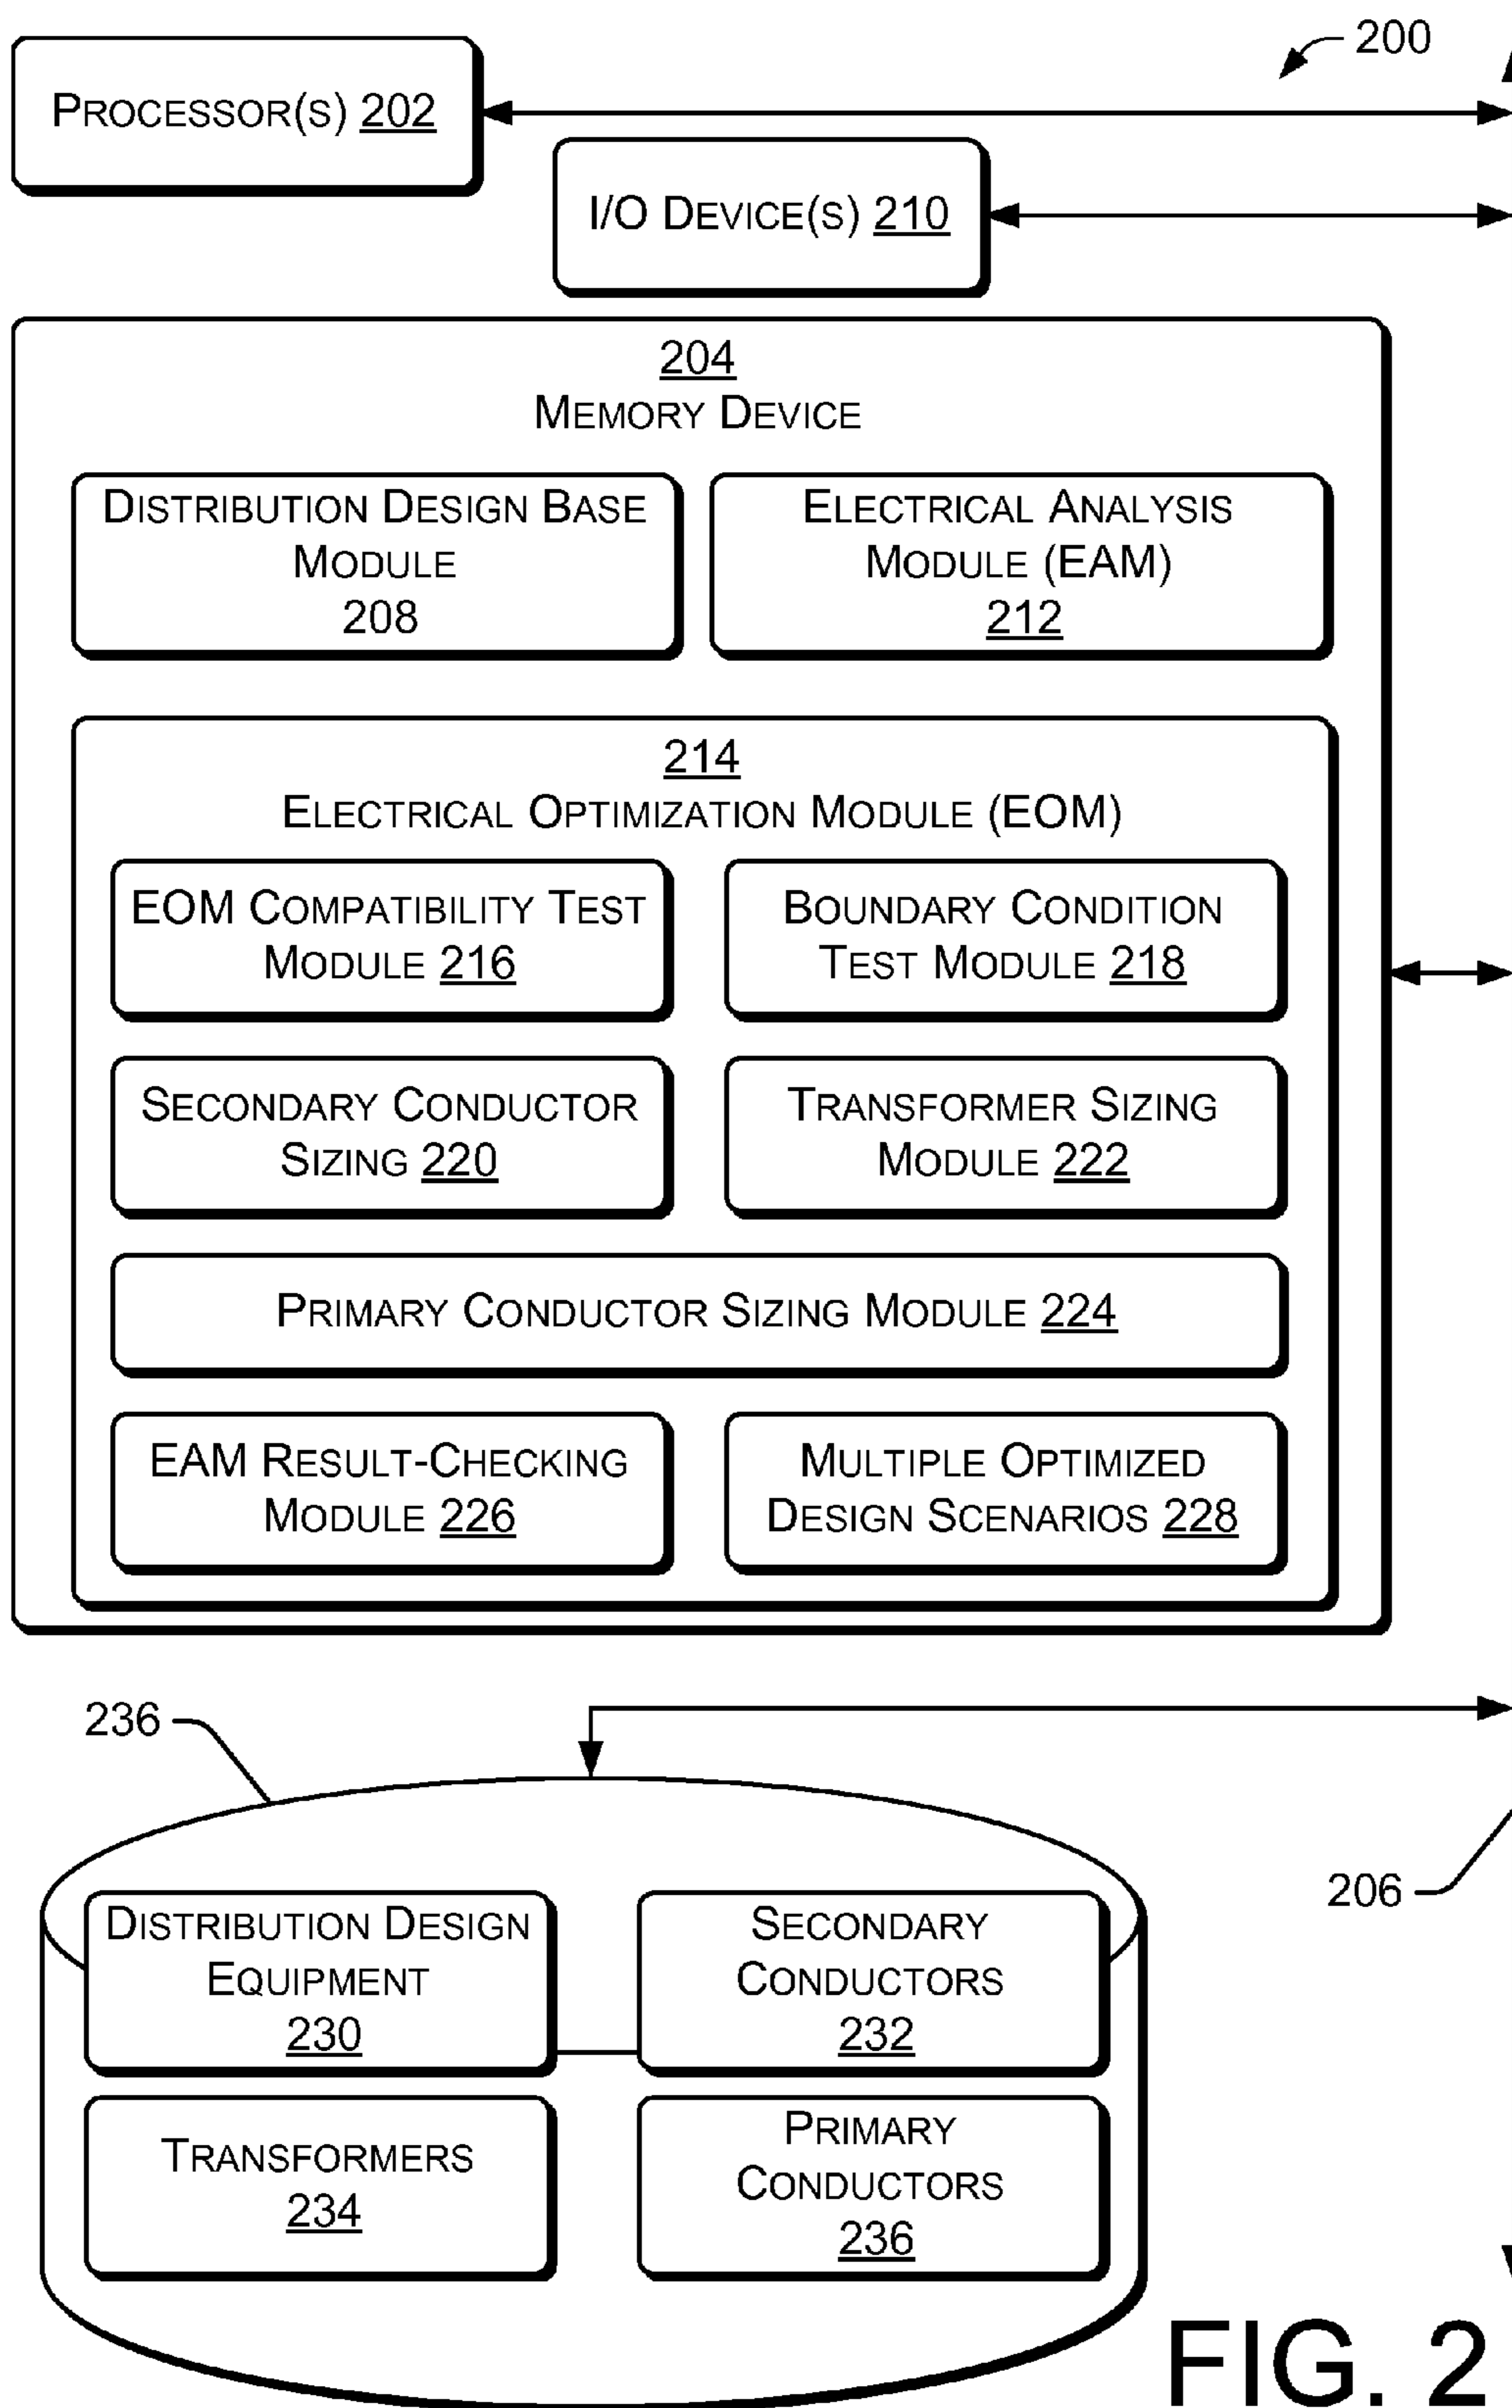 200
PROCESSOR(S) 202
I/O DEVICE(S) 210
204
MEMORY DEVICE
DISTRIBUTION DESIGN BASE
MODULE
208
ELECTRICAL ANALYSIS
MODULE (EAM)
212
214
ELECTRICAL OPTIMIZATION MODULE (EOM)
EOM COMPATIBILITY TEST
MODULE 216
BOUNDARY CONDITION
TEST MODULE 218
SECONDARY CONDUCTOR
SIZING 220
TRANSFORMER SIZING
MODULE 222
PRIMARY CONDUCTOR SIZING MODULE 224
EAM RESULT-CHECKING
MODULE 226
MULTIPLE OPTIMIZED
DESIGN SCENARIOS 228
236
206
DISTRIBUTION DESIGN
EQUIPMENT
230
SECONDARY
CONDUCTORS
232
TRANSFORMERS
234
PRIMARY
CONDUCTORS
236
FIG. 2